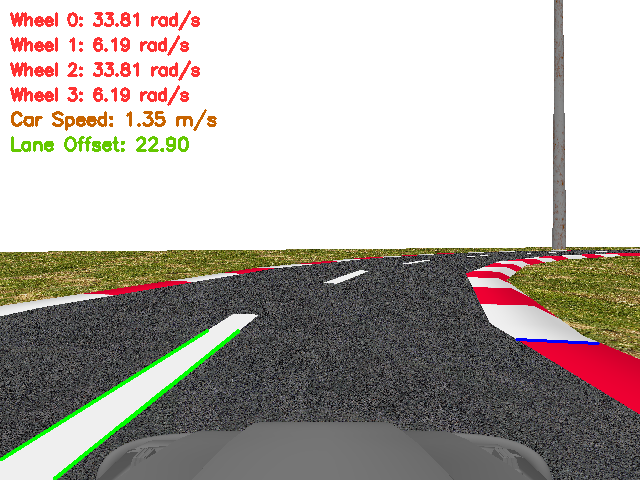 Wheel 0: 33.81 rad/s
Wheel 1: 6.19 rad/s
Wheel 2: 33.81 rad/s
Wheel 3: 6.19 rad/s
Car Speed: 1.35 m/s
Lane Offset: 22.90